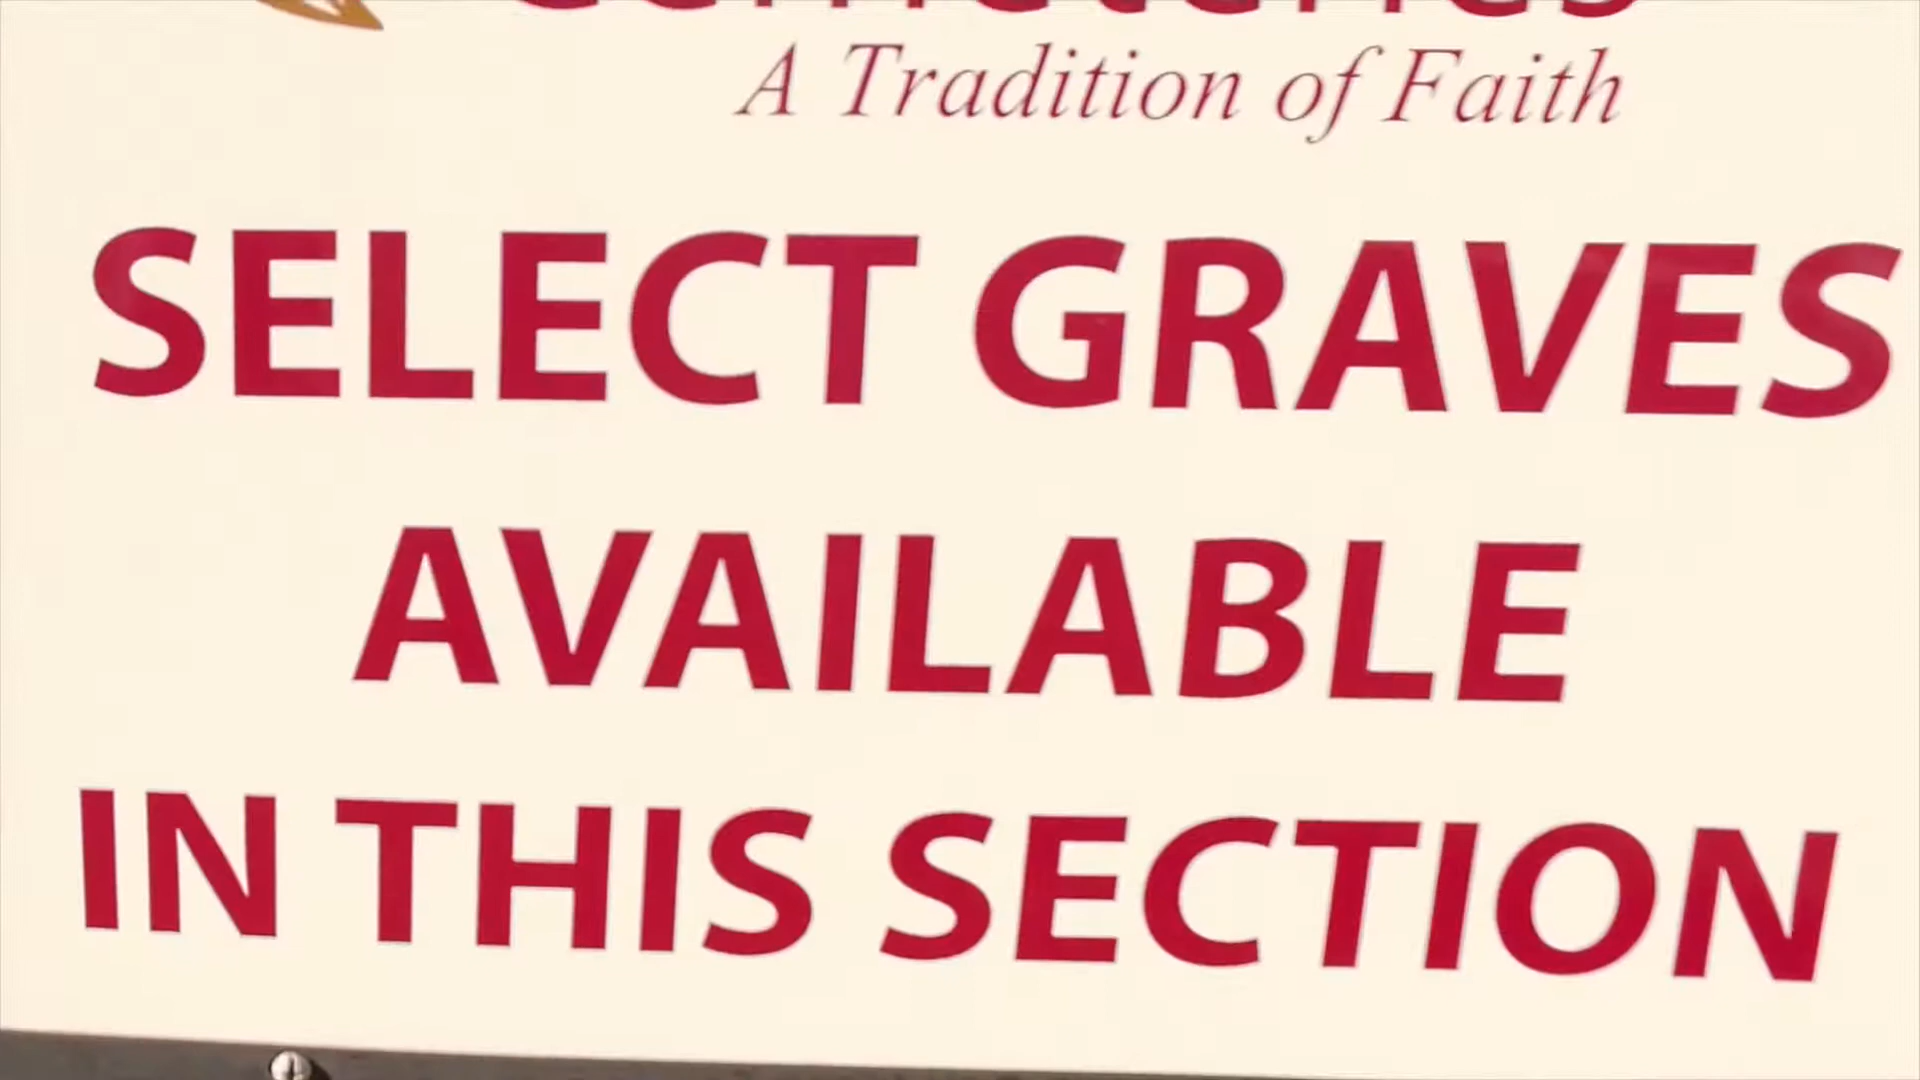 A Tradition of Faith
SELECT GRAVES
AVAILABLE
IN THIS SECTION